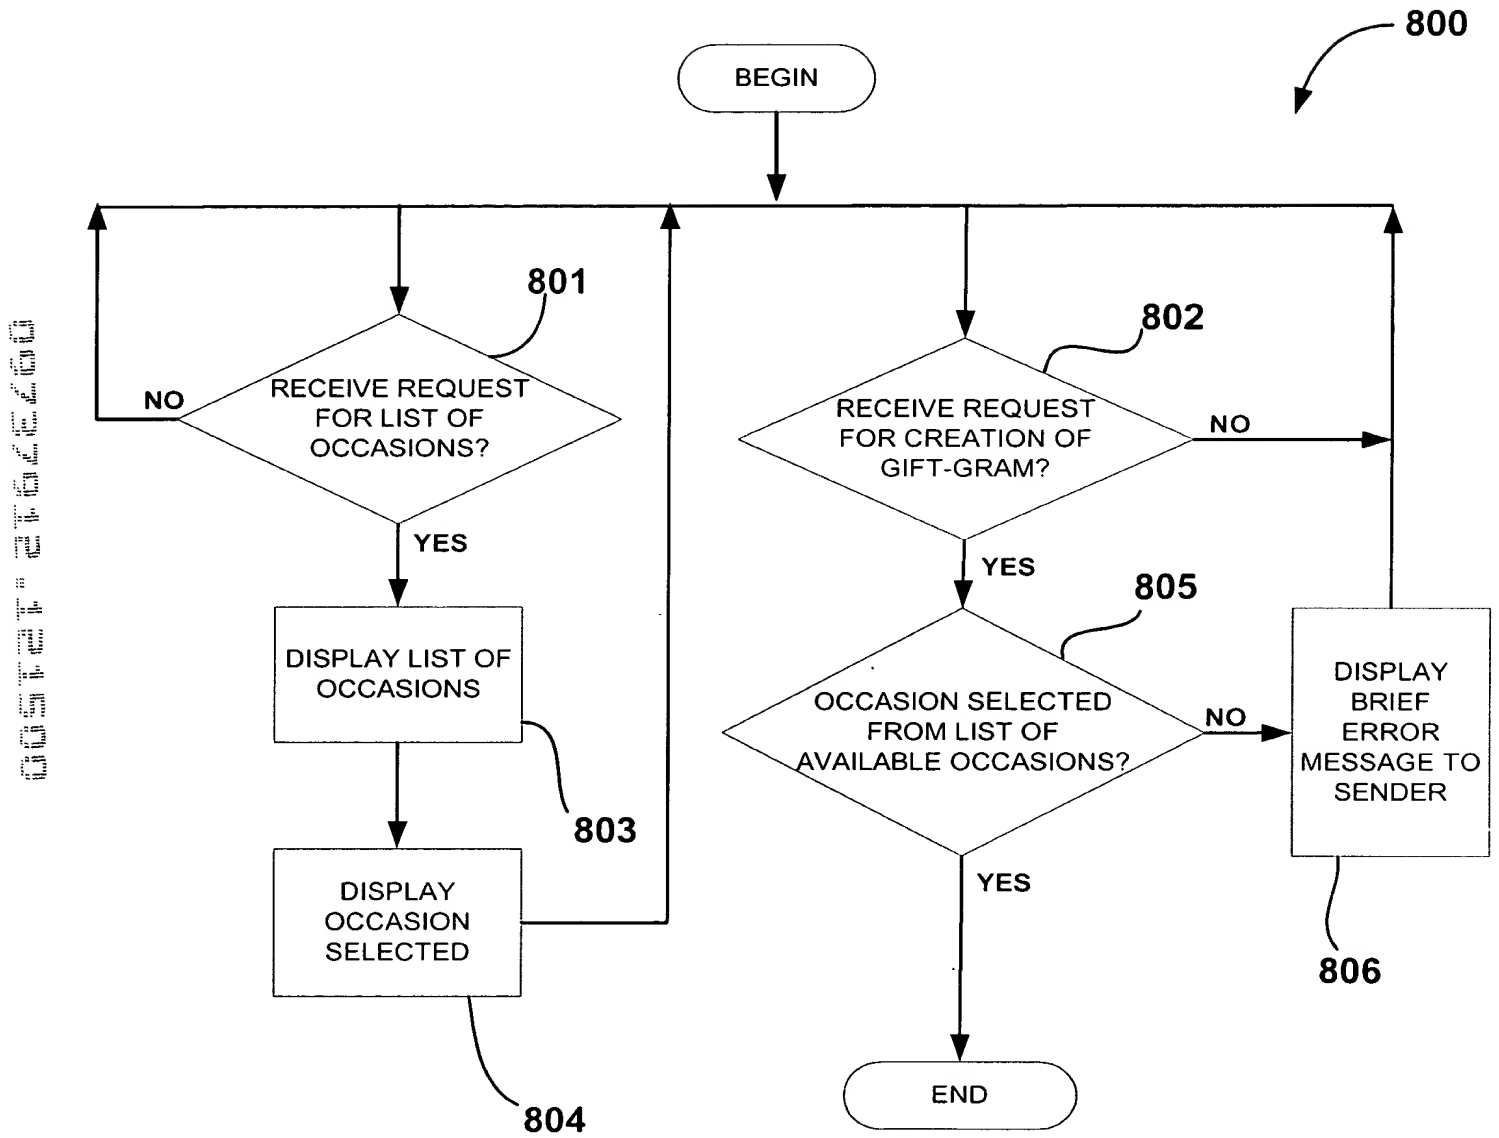 800
BEGIN
801
802
NO
RECEIVE REQUEST
FOR LIST OF
OCCASIONS?
RECEIVE REQUEST
FOR CREATION OF
GIFT-GRAM?
NO
YES
YES
805
DISPLAY LIST OF
OCCASIONS
803
OCCASION SELECTED
FROM LIST OF
AVAILABLE OCCASIONS?
NO
DISPLAY
BRIEF
ERROR
MESSAGE TO
SENDER
806
DISPLAY
OCCASION
SELECTED
804
YES
END